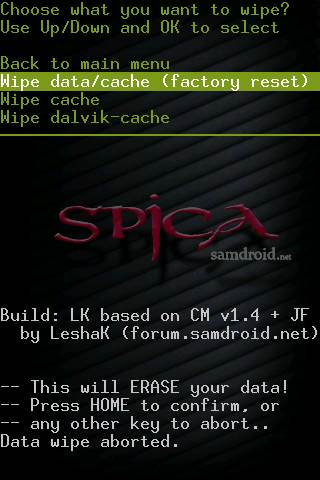 Choose what you want to wipe?
Use Up/Down and OK to select
Back to main menu
Wipe data/cache (factory reset)
Wipe cache
Wipe dalvik-cache
SPICA
samdroid.net
Build: LK based on CM v1.4 + JF
by LeshaK (forum.samdroid.net)
-- This will ERASE your data!
-- Press HOME to confirm, or
-- any other key to abort..
Data wipe aborted.